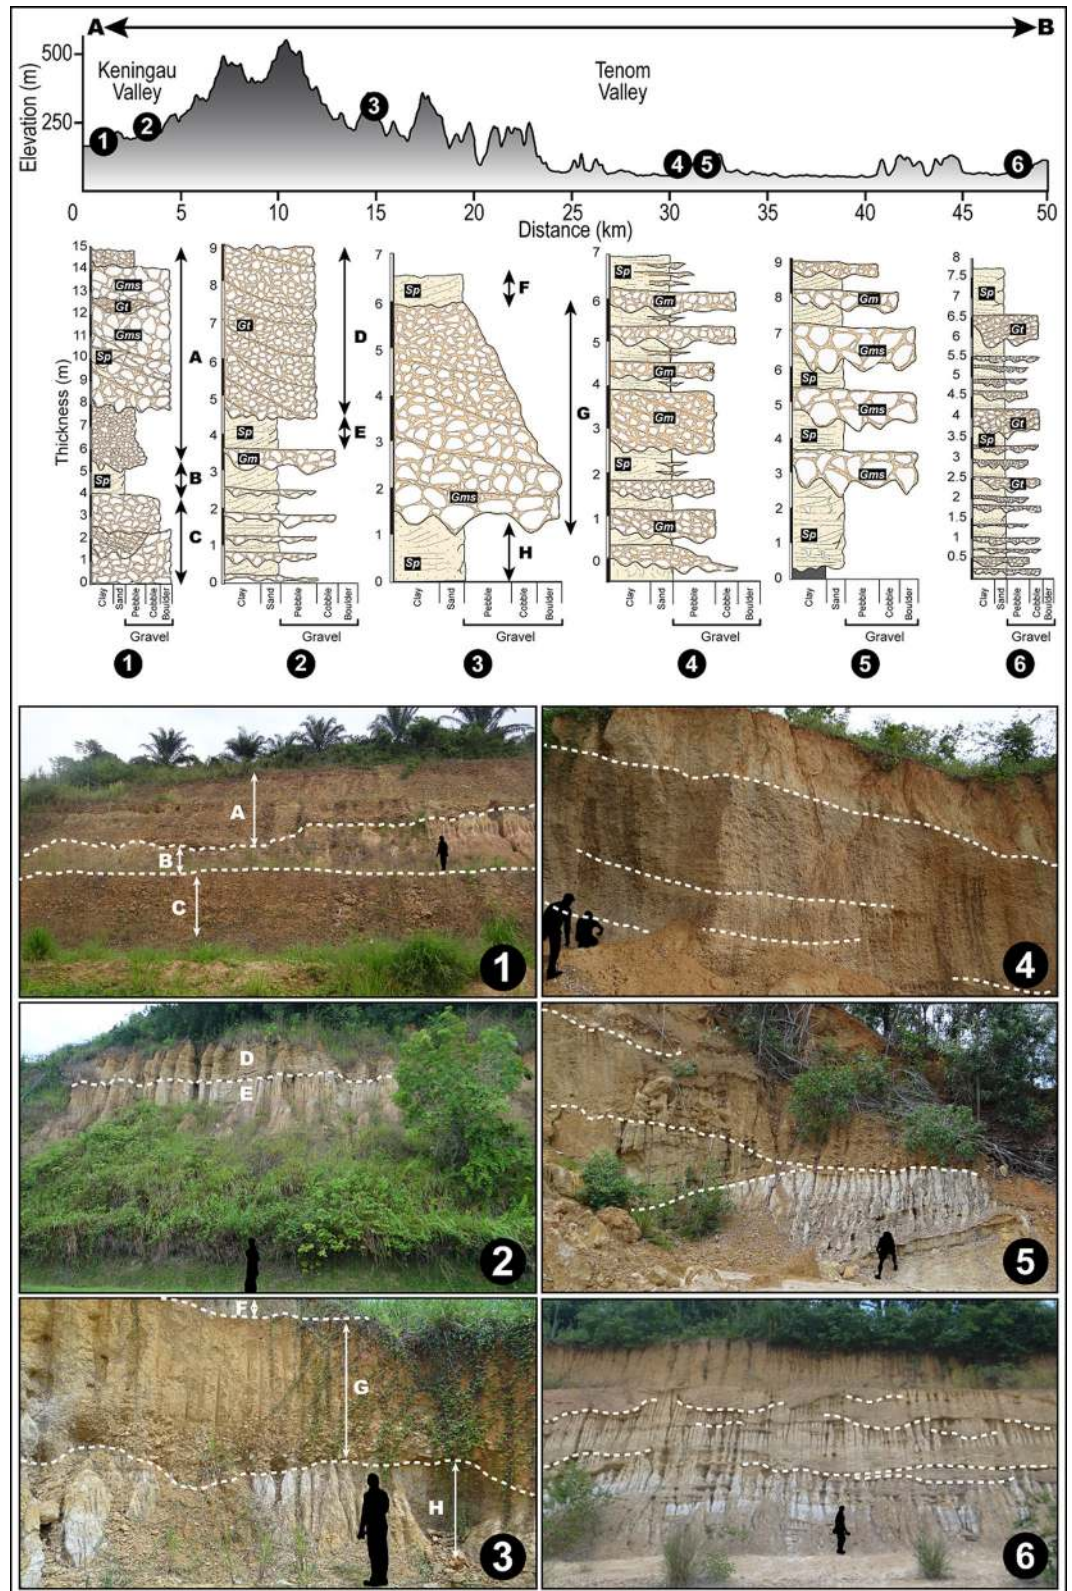 A B
500
250
Elevation (m)
Keningau
Valley
Tenom
Valley
1 2 3 4 5 6
0 5 10 15 20 25 30 35 40 45 50
Distance (km)
Thickness (m)
15
14
13
12
11
10
9
8
7
6
5
4
3
2
1
0
Gms
Gt
Gms
Sp
Sp
A
B
C
Clay Sand Pebble Cobble Boulder
Gravel
1
9
8
7
6
5
4
3
2
1
0
Gt
Sp
Gm
D
E
Clay Sand Pebble Cobble Boulder
Gravel
2
7
6
5
4
3
2
1
0
Sp
Gms
Sp
F
G
H
Clay Sand Pebble Cobble Boulder
Gravel
3
7
6
5
4
3
2
1
0
Sp
Gm
Gm
Sp
Gm
Clay Sand Pebble Cobble Boulder
Gravel
4
9
8
7
6
5
4
3
2
1
0
Gm
Gms
Sp
Gms
Sp
Gms
Sp
Clay Sand Pebble Cobble Boulder
Gravel
5
8
7.5
7
6.5
6
5.5
5
4.5
4
3.5
3
2.5
2
1.5
1
0.5
Sp
Gt
Gt
Sp
Gt
Clay Sand Pebble Cobble Boulder
Gravel
6
A
B
C
1
4
D
E
2
5
F
G
H
3
6